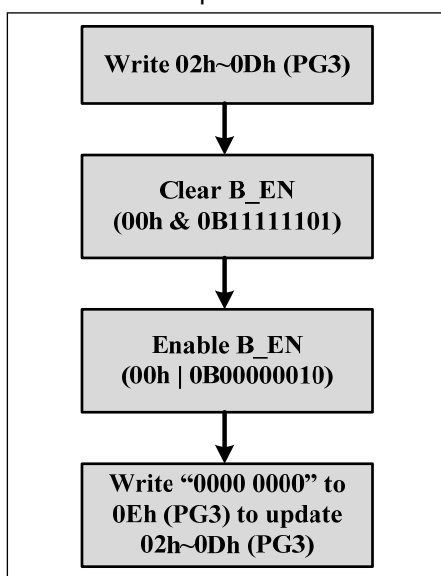 Write 02h~0Dh (PG3)
Clear B_EN
(00h & 0B11111101)
Enable B_EN
(00h | 0B00000010)
Write “0000 0000” to
0Eh (PG3) to update
02h~0Dh (PG3)